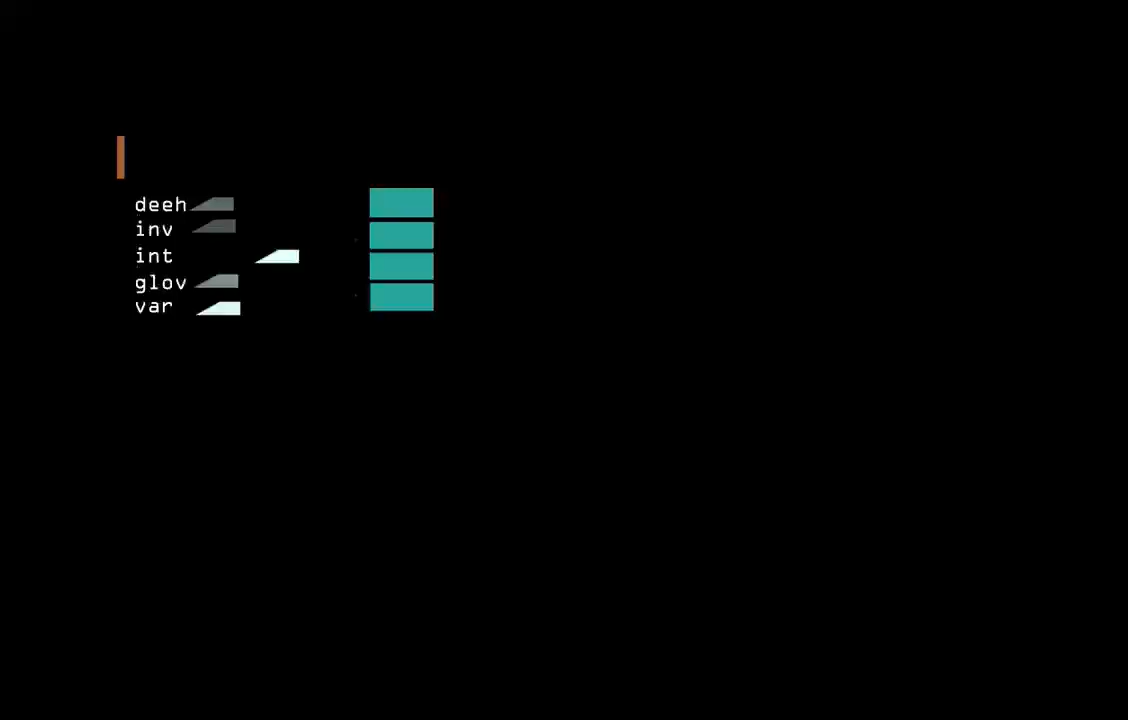 deeh
inv
int
glov
var